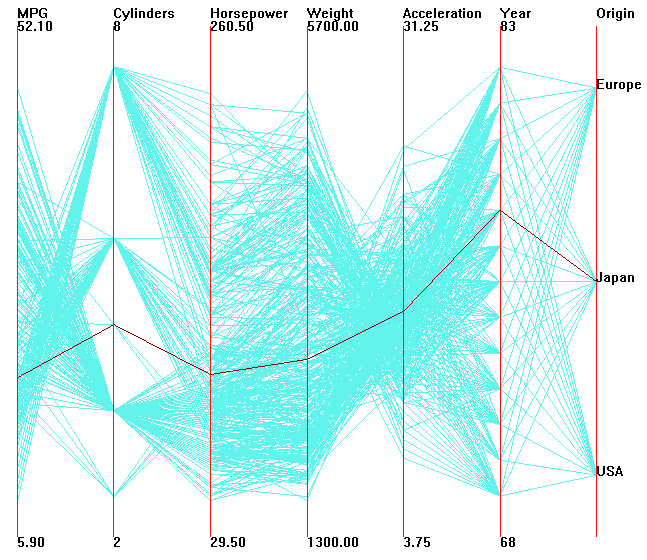 MPG Cylinders Horsepower Weight Acceleration Year Origin
52.10 8 260.50 5700.00 31.25 83
Europe
Japan
USA
5.90 2 29.50 1300.00 3.75 68